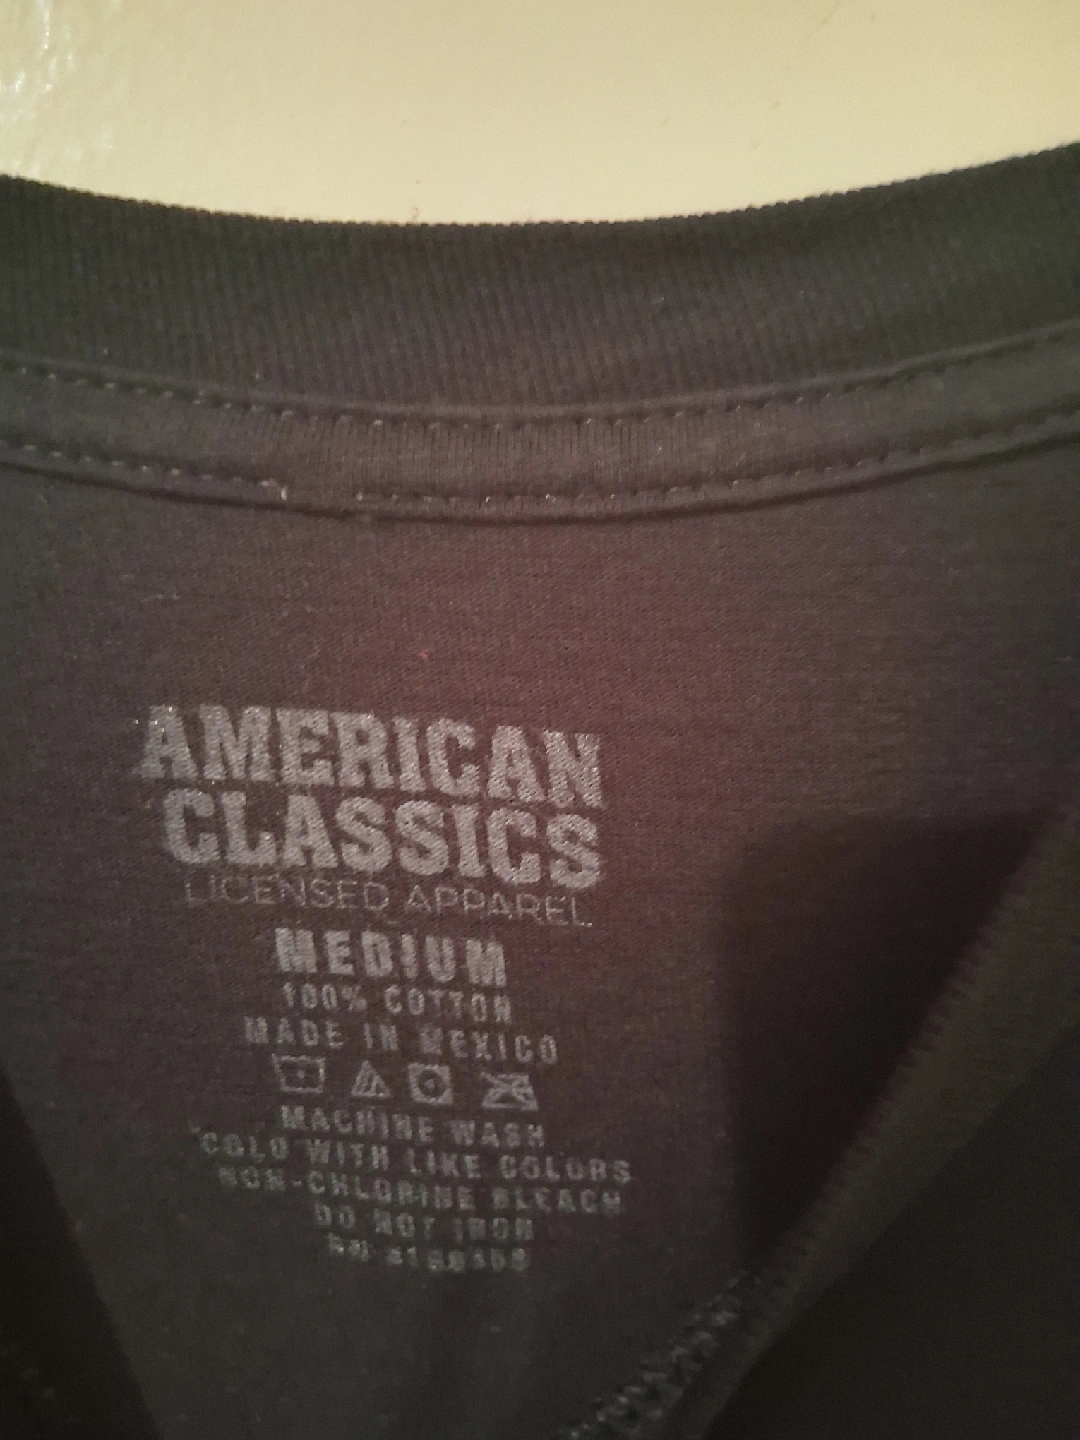 AMERICAN
CLASSICS
LICENSED APPAREL
MEDIUM
100% COTTON
MADE IN MEXICO
MACHINE WASH
COLD WITH LIKE COLORS
NON-CHLORINE BLEACH
DO NOT IRON
RN